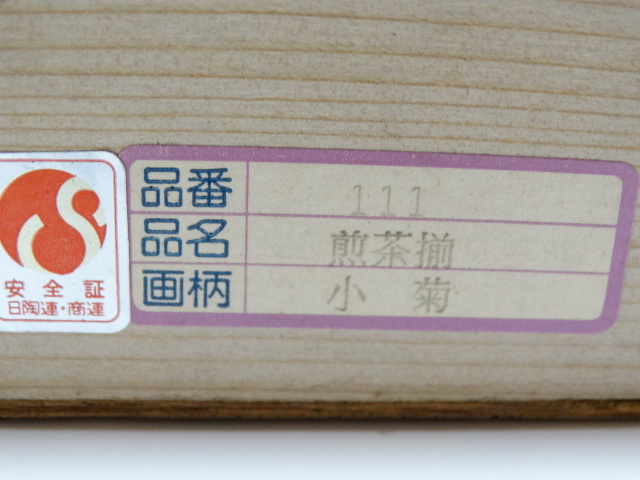 安全証
日陶連・商連
品番 111
品名 煎茶揃
画柄 小菊